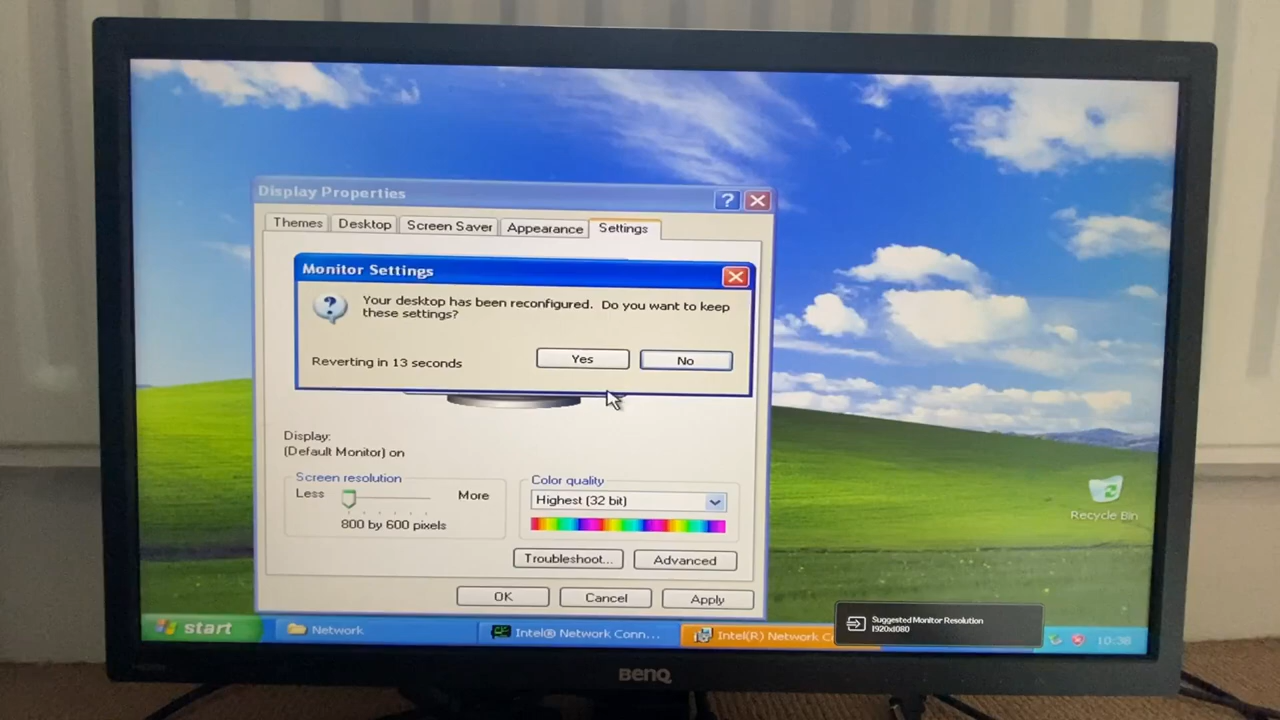 Display Properties
Themes
Desktop
Screen Saver
Appearance
Settings
Monitor Settings
Your desktop has been reconfigured. Do you want to keep
these settings?
Reverting in 13 seconds
Yes
No
Display:
(Default Monitor) on
Screen resolution
Less
More
800 by 600 pixels
Color quality
Highest (32 bit)
Troubleshoot...
Advanced
OK
Cancel
Apply
Recycle Bin
Suggested Monitor Resolution
1920x1080
start
Network
Intel® Network Conn...
Intel(R) Network C
10:38
BenQ